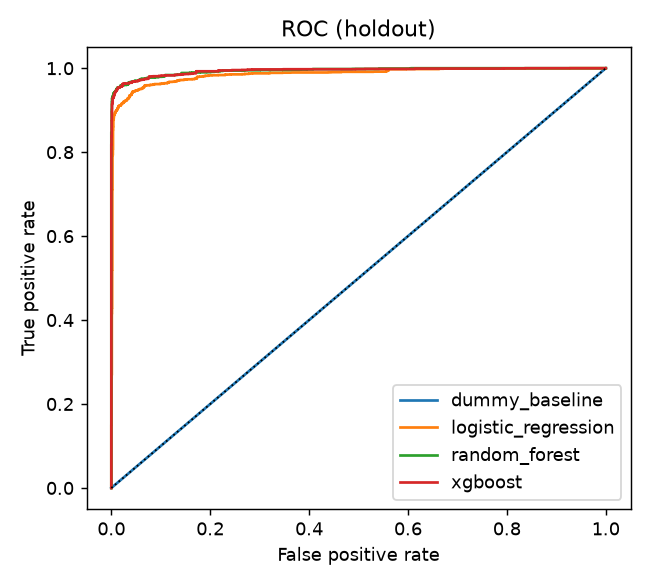 ROC (holdout)
True positive rate
1.0
0.8
0.6
0.4
0.2
0.0
0.0 0.2 0.4 0.6 0.8 1.0
False positive rate
dummy_baseline
logistic_regression
random_forest
xgboost